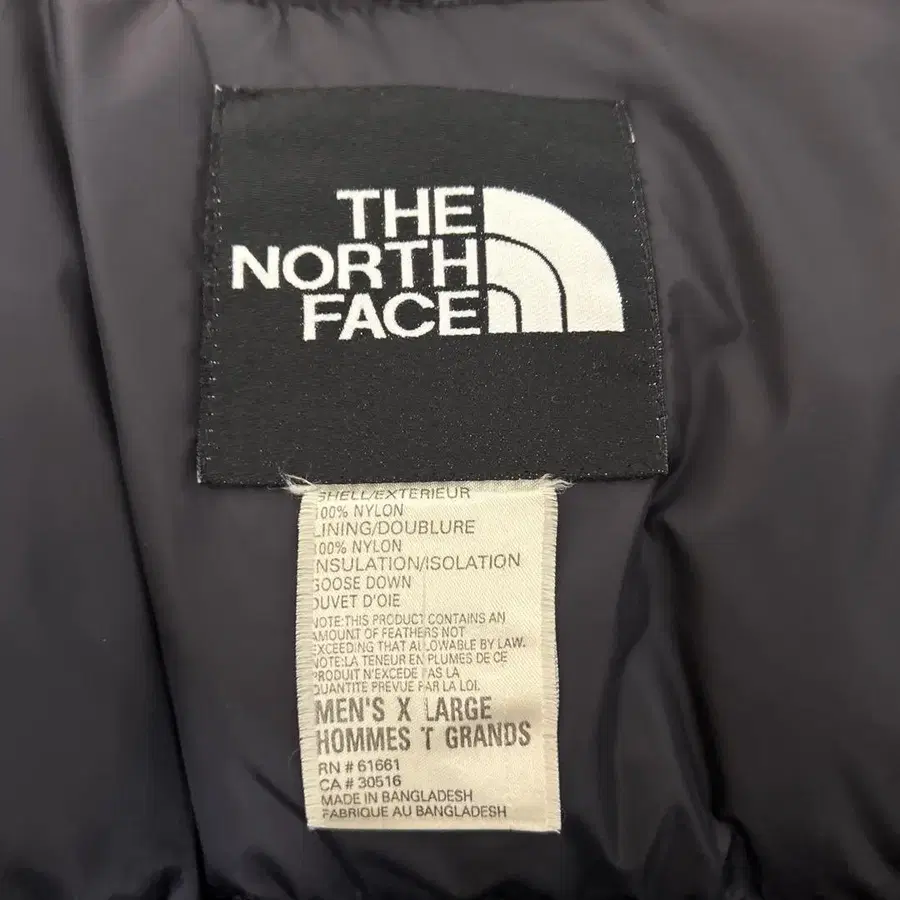 THE
NORTH
FACE
SHELL/EXTERIEUR
100% NYLON
LINING/DOUBLURE
100% NYLON
INSULATION/ISOLATION
GOOSE DOWN
DUVET D'OIE
NOTE:THIS PRODUCT CONTAINS AN
AMOUNT OF FEATHERS NOT
EXCEEDING THAT ALLOWABLE BY LAW.
NOTE:LA TENEUR EN PLUMES DE CE
PRODUIT N'EXCEDE PAS LA
QUANTITE PREVUE PAR LA LOI.
MEN'S X LARGE
HOMMES T GRANDS
RN # 61661
CA # 30516
MADE IN BANGLADESH
FABRIQUE AU BANGLADESH